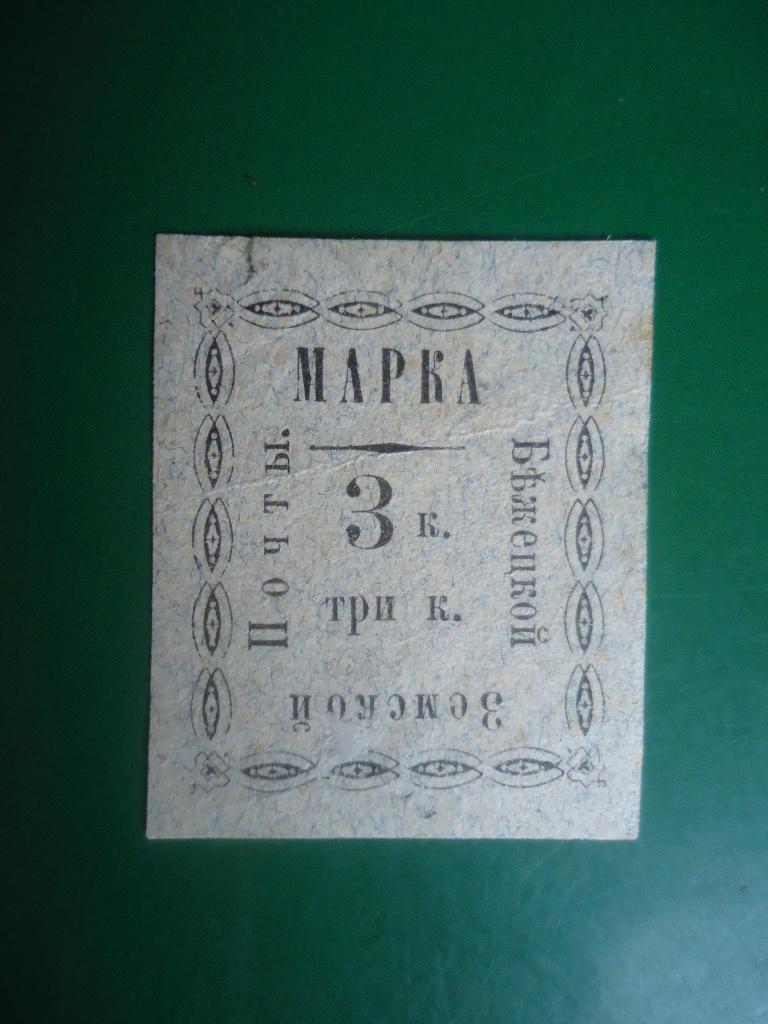 МАРКА
Бѣжецкой
Земской
Почты.
3 к.
три к.